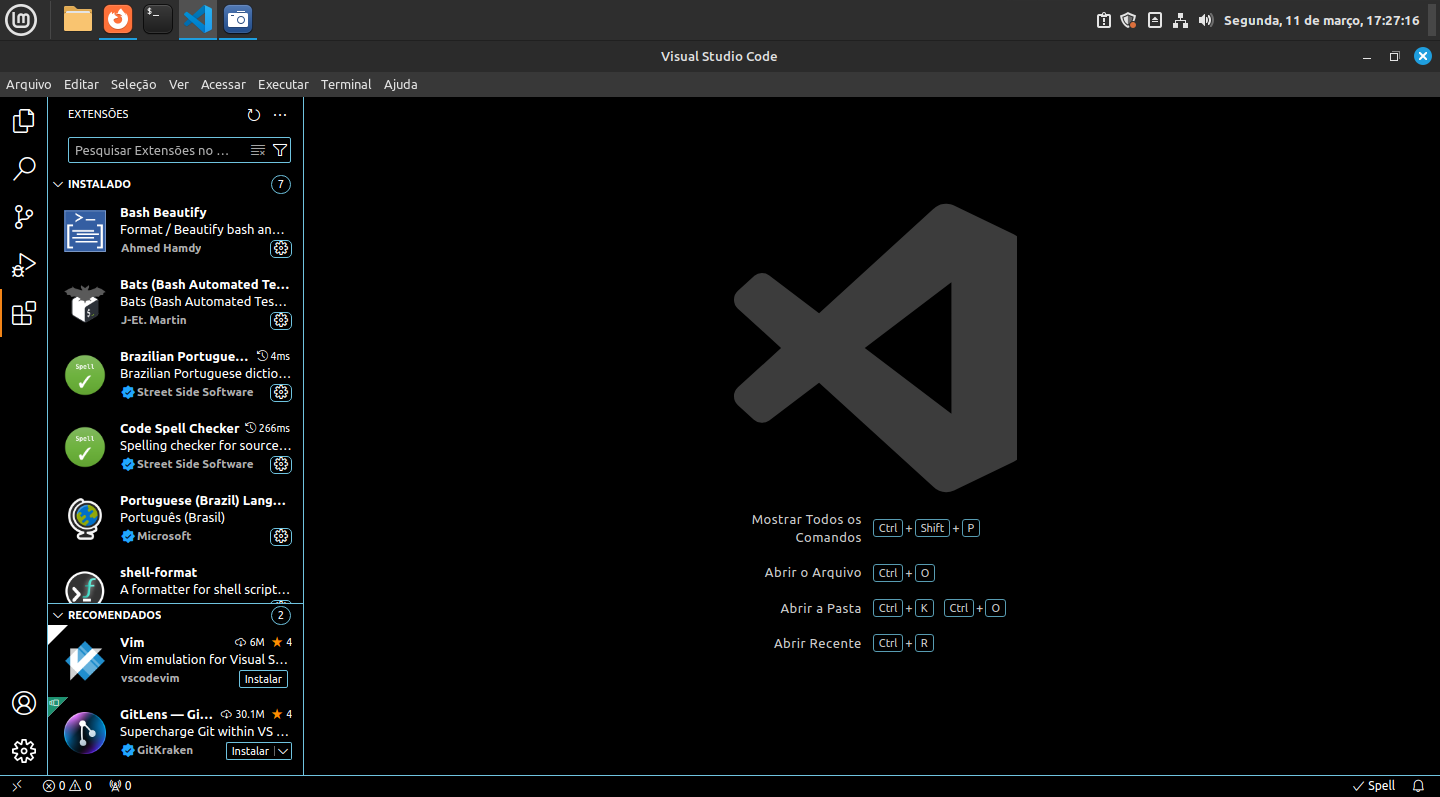 Segunda, 11 de março, 17:27:16
Visual Studio Code
Arquivo Editar Seleção Ver Acessar Executar Terminal Ajuda
EXTENSÕES
Pesquisar Extensões no ...
INSTALADO 7
Bash Beautify
Format / Beautify bash an...
Ahmed Hamdy
Bats (Bash Automated Te...
Bats (Bash Automated Tes...
J-Et. Martin
Brazilian Portugue... 4ms
Brazilian Portuguese dictio...
Street Side Software
Code Spell Checker 266ms
Spelling checker for source...
Street Side Software
Portuguese (Brazil) Lang...
Português (Brasil)
Microsoft
shell-format
A formatter for shell script...
RECOMENDADOS 2
Vim 6M 4
Vim emulation for Visual S...
vscodevim Instalar
GitLens — Gi... 30.1M 4
Supercharge Git within VS ...
GitKraken Instalar
Mostrar Todos os
Comandos Ctrl + Shift + P
Abrir o Arquivo Ctrl + O
Abrir a Pasta Ctrl + K Ctrl + O
Abrir Recente Ctrl + R
0 0 0 Spell